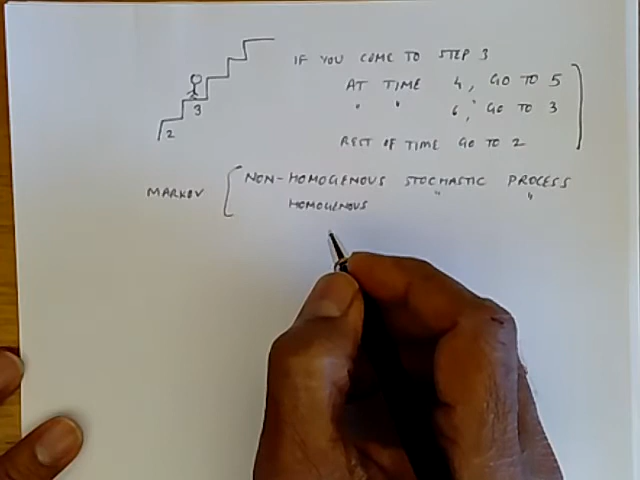 IF YOU COME TO STEP 3
AT TIME 4, GO TO 5
" " 6, GO TO 3
REST OF TIME GO TO 2
3
2
MARKOV
NON-HOMOGENOUS STOCHASTIC PROCESS
HOMOGENOUS " "